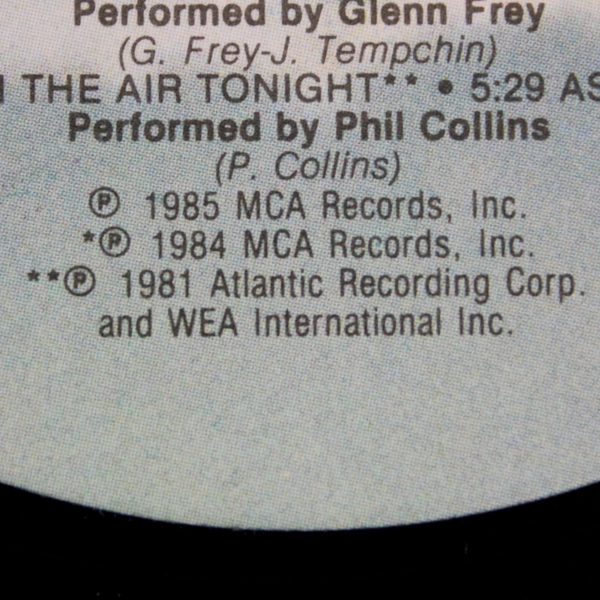 Performed by Glenn Frey
(G. Frey-J. Tempchin)
THE AIR TONIGHT** • 5:29 AS
Performed by Phil Collins
(P. Collins)
Ⓟ 1985 MCA Records, Inc.
*Ⓟ 1984 MCA Records, Inc.
**Ⓟ 1981 Atlantic Recording Corp.
and WEA International Inc.